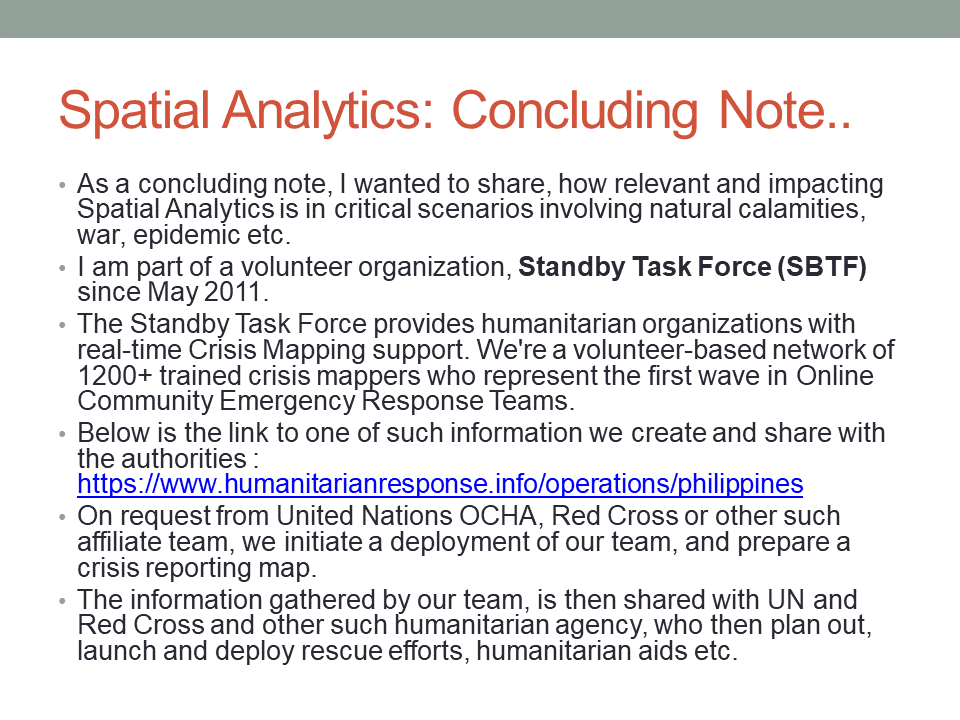 Spatial Analytics: Concluding Note..
• As a concluding note, I wanted to share, how relevant and impacting
Spatial Analytics is in critical scenarios involving natural calamities,
war, epidemic etc.
• I am part of a volunteer organization, Standby Task Force (SBTF)
since May 2011.
• The Standby Task Force provides humanitarian organizations with
real-time Crisis Mapping support. We're a volunteer-based network of
1200+ trained crisis mappers who represent the first wave in Online
Community Emergency Response Teams.
• Below is the link to one of such information we create and share with
the authorities :
https://www.humanitarianresponse.info/operations/philippines
• On request from United Nations OCHA, Red Cross or other such
affiliate team, we initiate a deployment of our team, and prepare a
crisis reporting map.
• The information gathered by our team, is then shared with UN and
Red Cross and other such humanitarian agency, who then plan out,
launch and deploy rescue efforts, humanitarian aids etc.